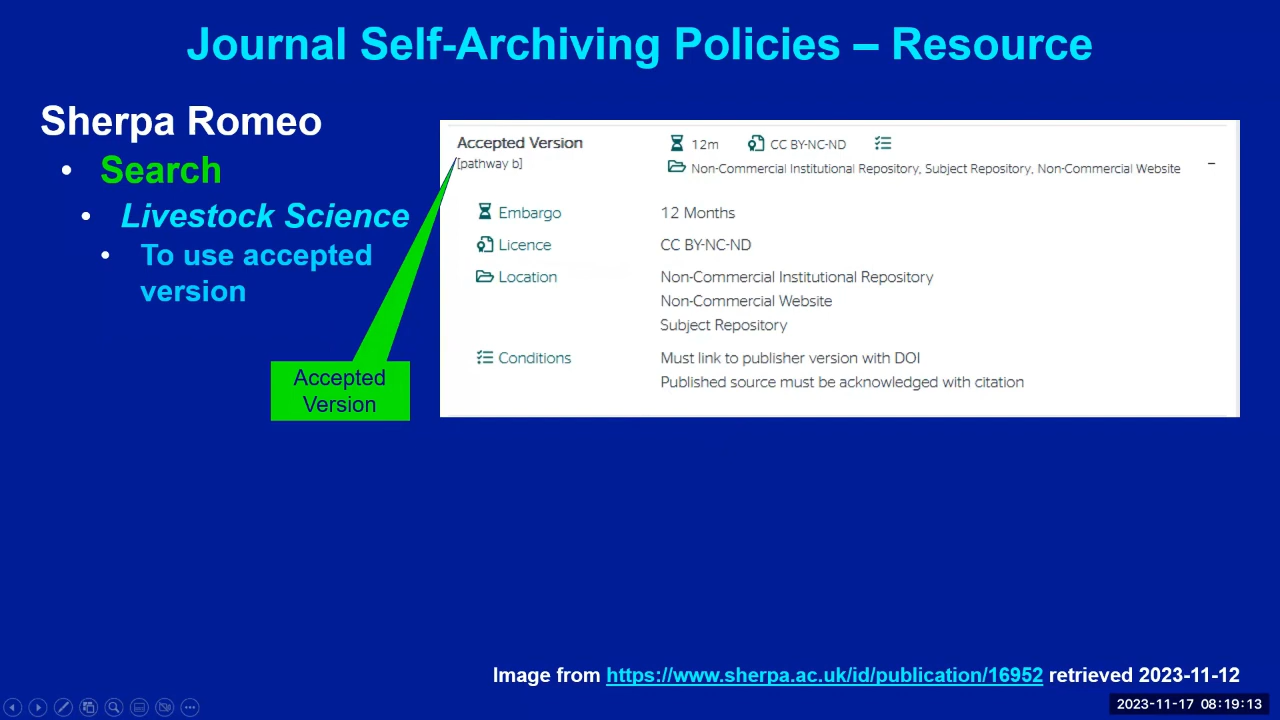 Journal Self-Archiving Policies – Resource
Sherpa Romeo
• Search
• Livestock Science
• To use accepted
version
Accepted
Version
Accepted Version
[pathway b]
12m
CC BY-NC-ND
Non-Commercial Institutional Repository, Subject Repository, Non-Commercial Website
–
Embargo
12 Months
Licence
CC BY-NC-ND
Location
Non-Commercial Institutional Repository
Non-Commercial Website
Subject Repository
Conditions
Must link to publisher version with DOI
Published source must be acknowledged with citation
Image from https://www.sherpa.ac.uk/id/publication/16952 retrieved 2023-11-12
2023-11-17 08:19:13